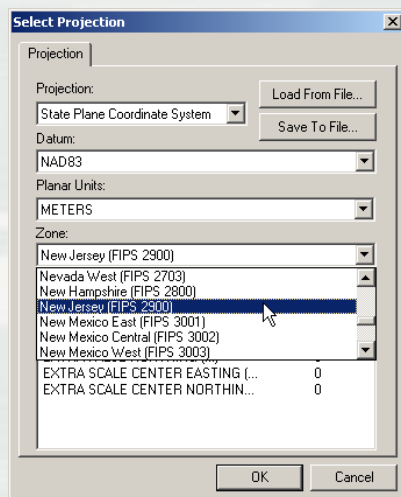 Select Projection
Projection
Projection:
Load From File...
State Plane Coordinate System
Save To File...
Datum:
NAD83
Planar Units:
METERS
Zone:
New Jersey (FIPS 2900)
Nevada West (FIPS 2703)
New Hampshire (FIPS 2800)
New Jersey (FIPS 2900)
New Mexico East (FIPS 3001)
New Mexico Central (FIPS 3002)
New Mexico West (FIPS 3003)
EXTRA SCALE CENTER EASTING (... 0
EXTRA SCALE CENTER NORTHIN... 0
OK
Cancel